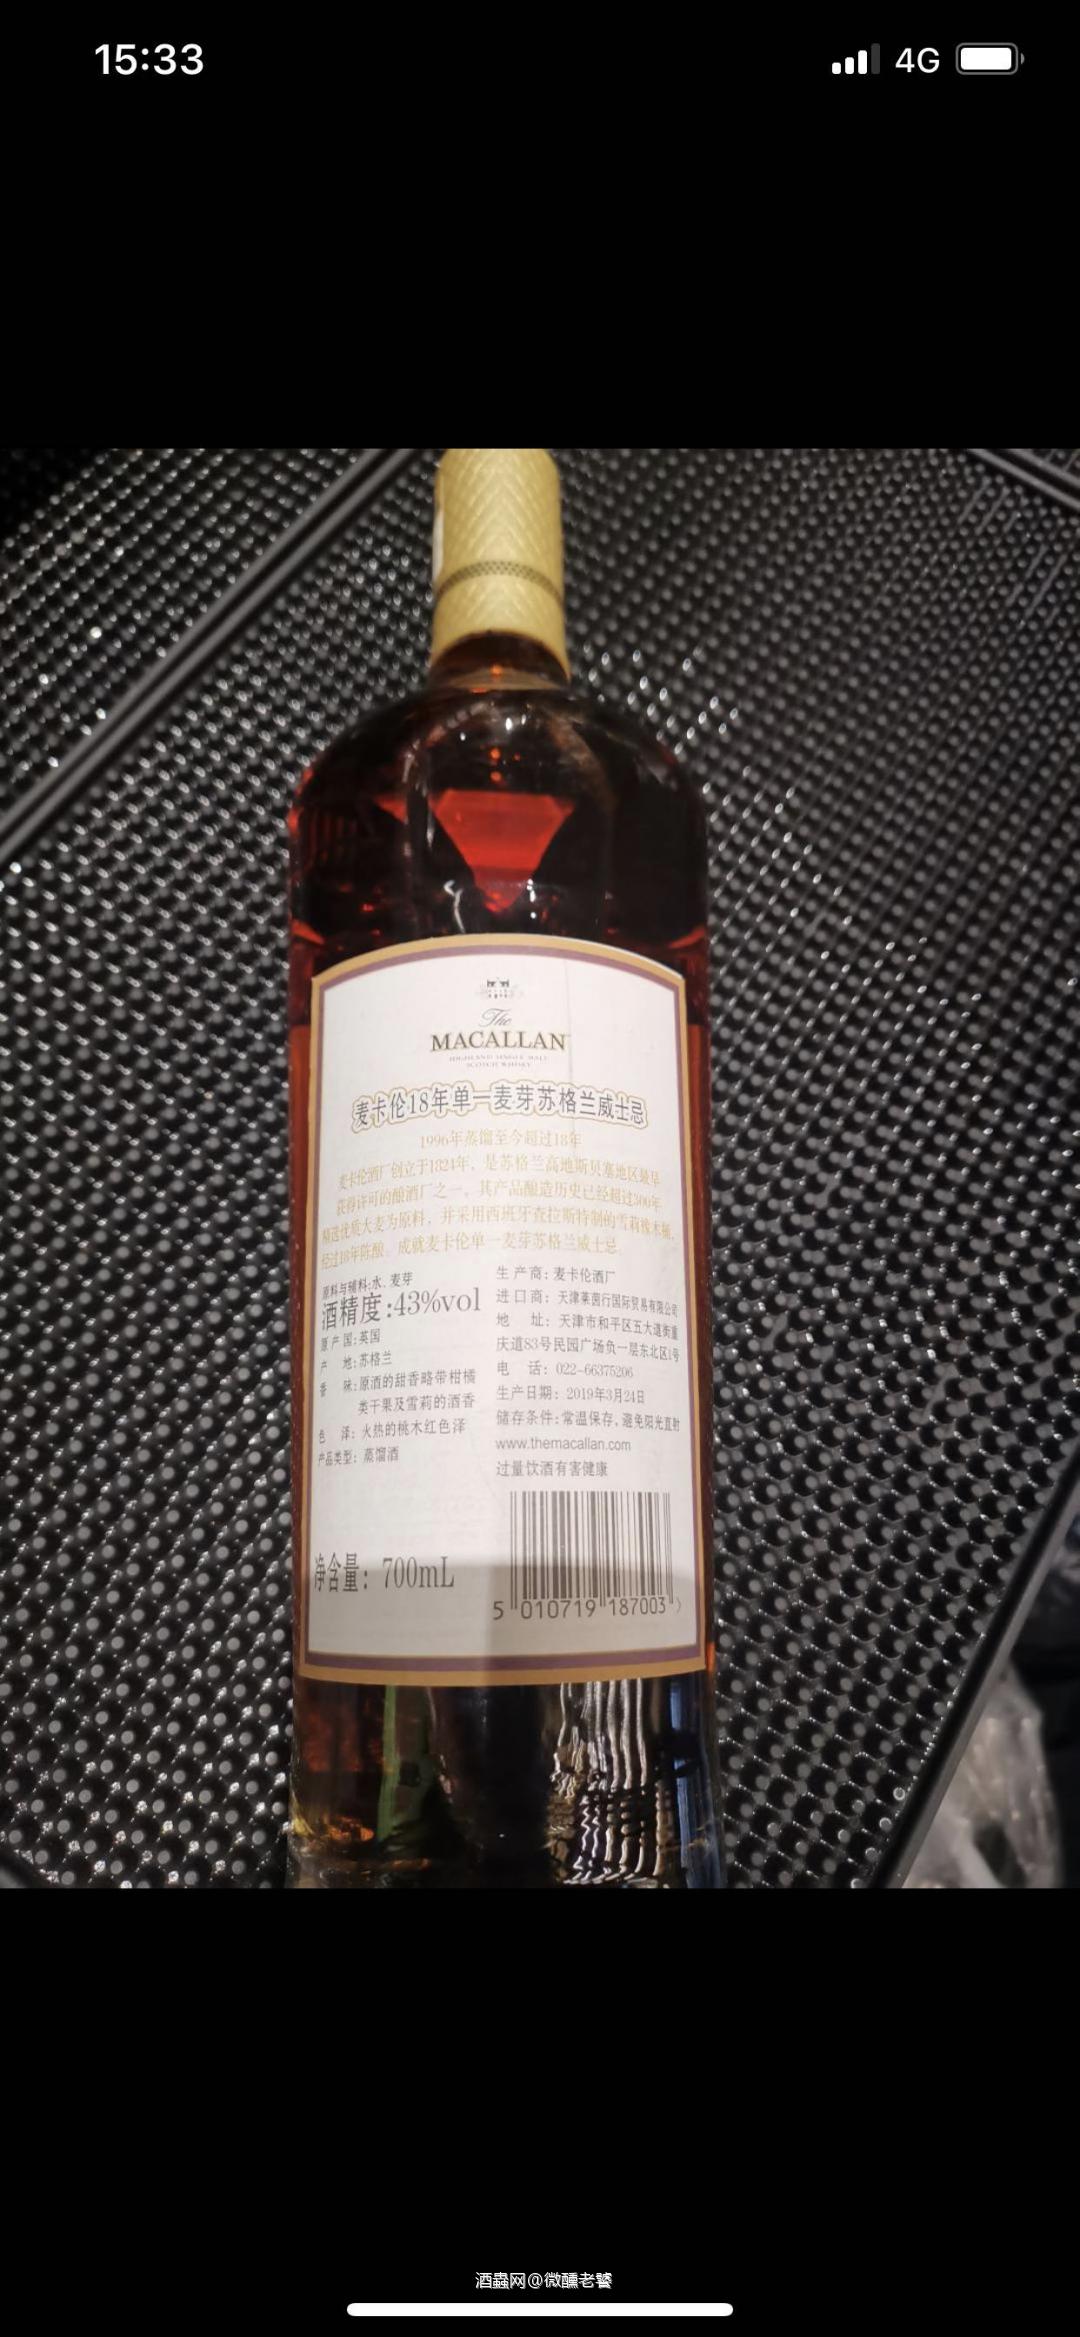 15:33
4G
The
MACALLAN
HIGHLAND SINGLE MALT
SCOTCH WHISKY
麦卡伦18年单一麦芽苏格兰威士忌
1996年蒸馏至今超过18年
麦卡伦酒厂创立于1824年，是苏格兰高地斯贝塞地区最早
获得许可的酿酒厂之一。其产品酿造历史已经超过300年
精选优质大麦为原料，并采用西班牙查拉斯特制的雪莉橡木桶，
经过18年陈酿，成就麦卡伦单一麦芽苏格兰威士忌
原料与辅料:水、麦芽
酒精度:43%vol
原产国:英国
产 地:苏格兰
香 味:原酒的甜香略带柑橘
类干果及雪莉的酒香
色 泽:火热的桃木红色泽
产品类型:蒸馏酒
净含量：700mL
生产商:麦卡伦酒厂
进口商:天津莱茵行国际贸易有限公司
地 址:天津市和平区五大道街重
庆道83号民园广场负一层东北区1号
电 话:022-66375206
生产日期:2019年3月24日
储存条件:常温保存,避免阳光直射
www.themacallan.com
过量饮酒有害健康
5 010719 187003
酒蟲网@微醺老饕